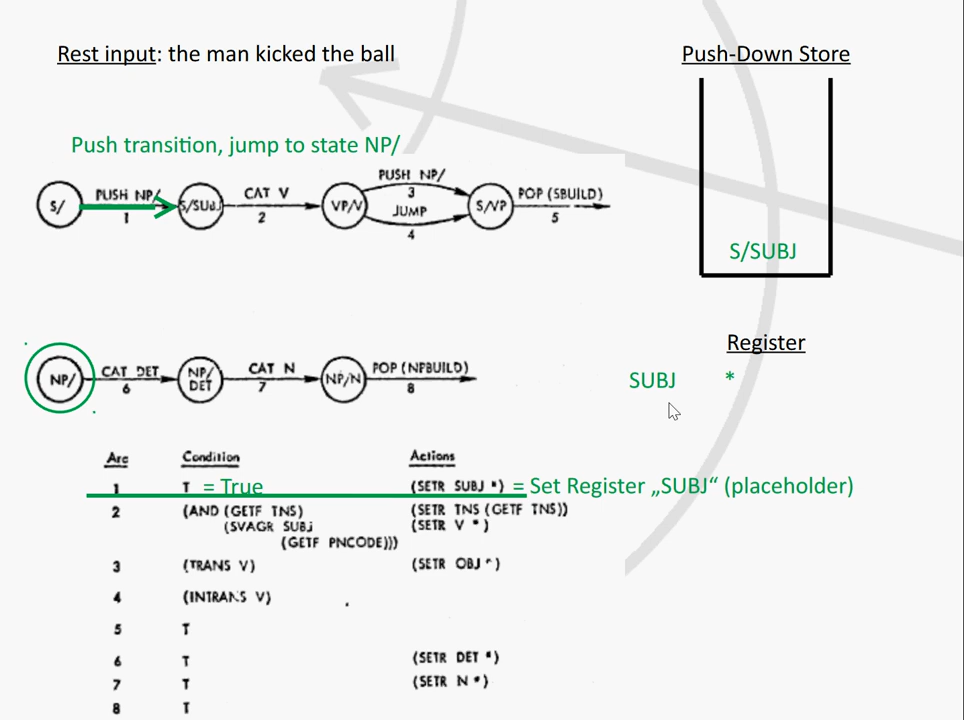 Rest input: the man kicked the ball
Push-Down Store
Push transition, jump to state NP/
S/
PUSH NP/
1
S/SUBJ
CAT V
2
VP/V
PUSH NP/
3
JUMP
4
S/VP
POP (SBUILD)
5
S/SUBJ
Register
SUBJ *
NP/
CAT DET
6
NP/
DET
CAT N
7
NP/N
POP (NPBUILD)
8
Arc Condition Actions
1 T = True (SETR SUBJ *) = Set Register „SUBJ“ (placeholder)
2 (AND (GETF TNS) (SETR TNS (GETF TNS))
(SVAGR SUBJ (SETR V *)
(GETF PNCODE)))
3 (TRANS V) (SETR OBJ *)
4 (INTRANS V)
5 T
6 T (SETR DET *)
7 T (SETR N *)
8 T